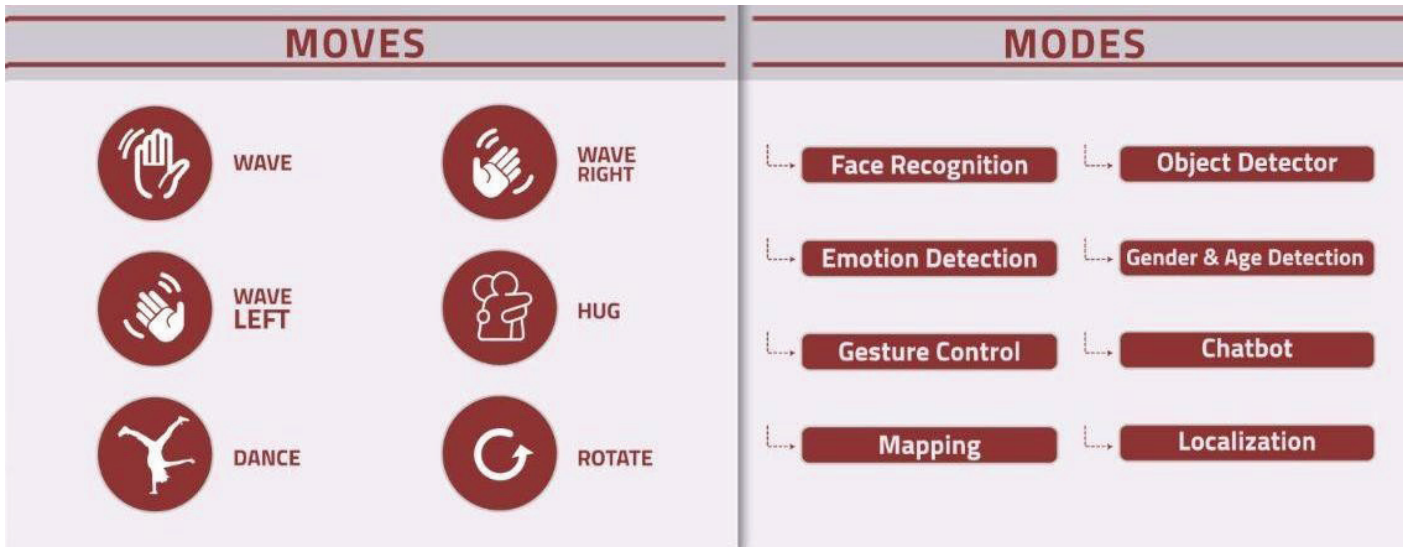 MOVES
WAVE
WAVE
RIGHT
WAVE
LEFT
HUG
DANCE
ROTATE
MODES
Face Recognition
Object Detector
Emotion Detection
Gender & Age Detection
Gesture Control
Chatbot
Mapping
Localization